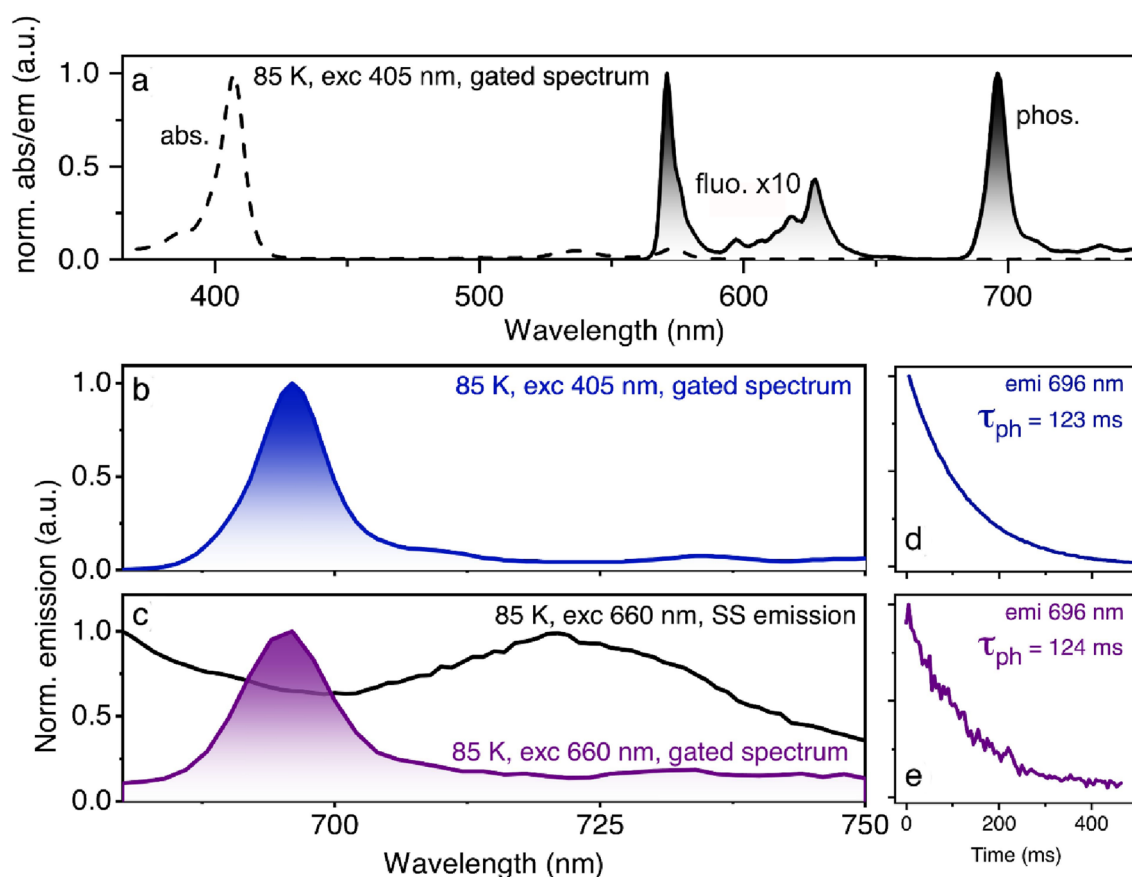 a
85 K, exc 405 nm, gated spectrum
abs.
fluo. x10
phos.
norm. abs/em (a.u.)
1.0
0.5
0.0
400
500
600
700
Wavelength (nm)
b
85 K, exc 405 nm, gated spectrum
1.0
0.5
0.0
d
emi 696 nm
τph = 123 ms
c
85 K, exc 660 nm, SS emission
85 K, exc 660 nm, gated spectrum
Norm. emission (a.u.)
1.0
0.5
0.0
700
725
750
Wavelength (nm)
e
emi 696 nm
τph = 124 ms
0
200
400
Time (ms)